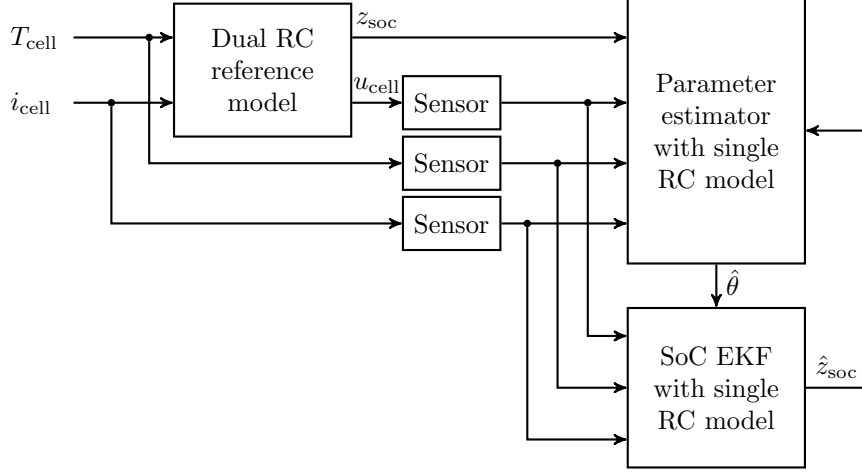 T_cell
i_cell
Dual RC
reference
model
z_soc
u_cell
Sensor
Sensor
Sensor
Parameter
estimator
with single
RC model
θ̂
SoC EKF
with single
RC model
ẑ_soc